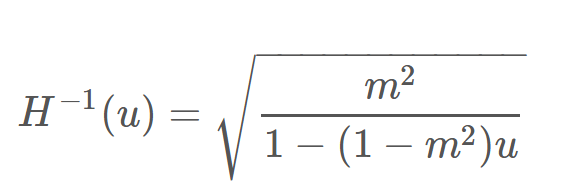 $H^{-1}(u) = \sqrt{\frac{m^2}{1-(1-m^2)u}}$